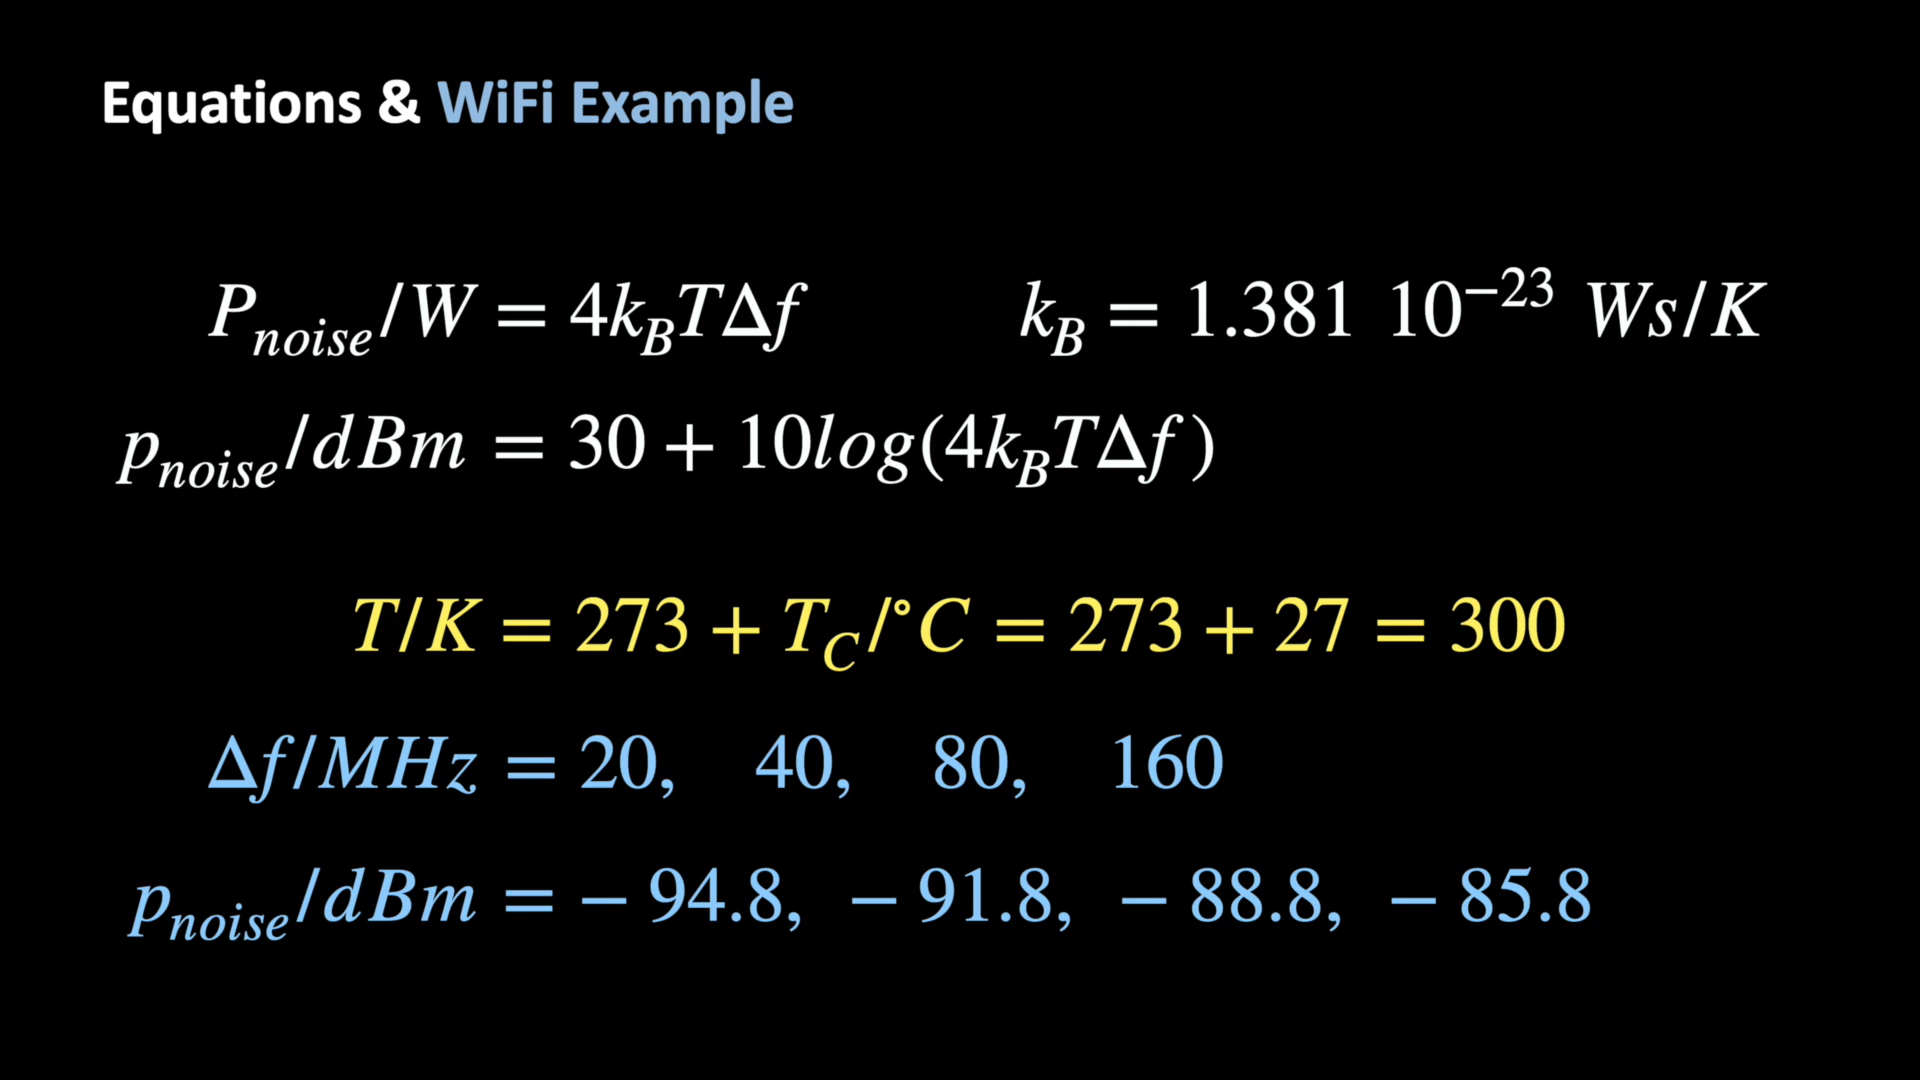 Equations & WiFi Example
P_noise/W = 4k_BTΔf    k_B = 1.381 10^−23 Ws/K
p_noise/dBm = 30 + 10log(4k_BTΔf)
T/K = 273 + T_C/°C = 273 + 27 = 300
Δf/MHz = 20, 40, 80, 160
p_noise/dBm = − 94.8, − 91.8, − 88.8, − 85.8